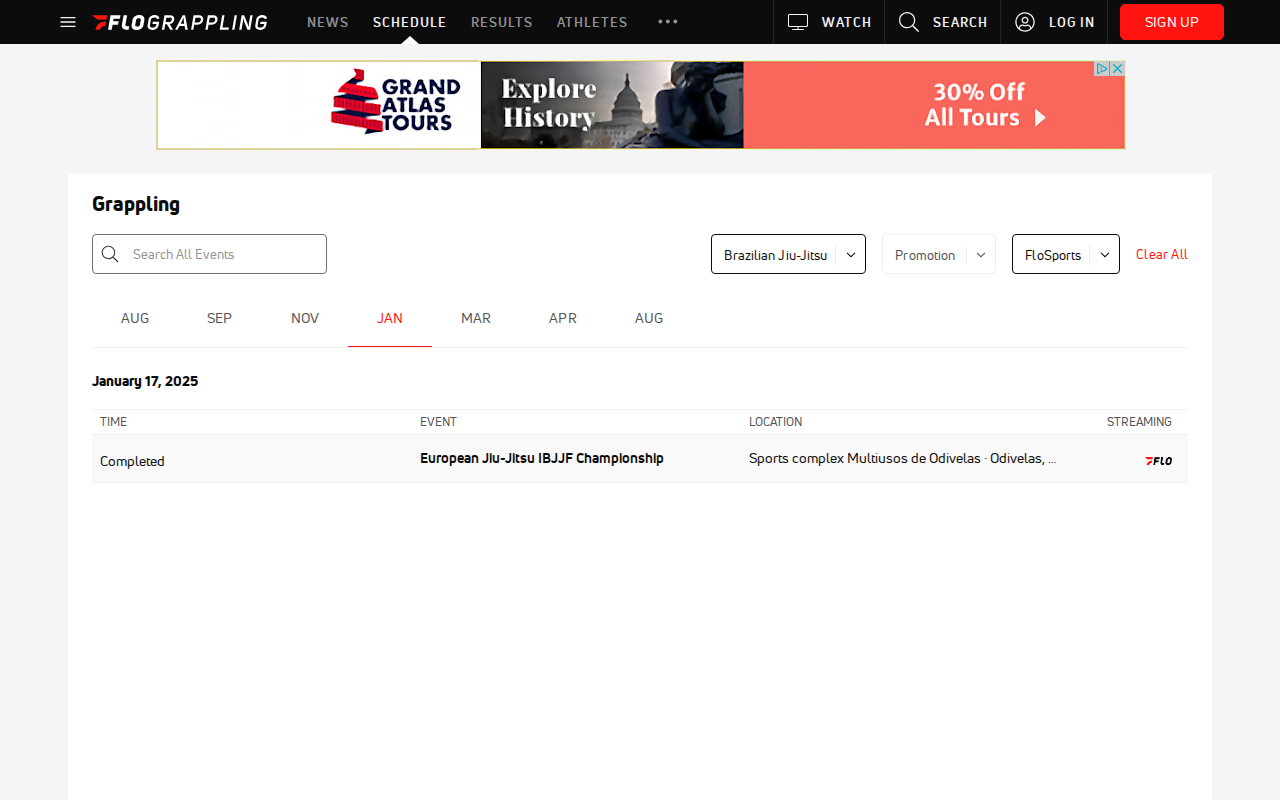 FLOGRAPPLING NEWS SCHEDULE RESULTS ATHLETES WATCH SEARCH LOG IN SIGN UP
GRAND ATLAS TOURS
Explore History
30% Off
All Tours
Grappling
Search All Events Brazilian Jiu-Jitsu Promotion FloSports Clear All
AUG SEP NOV JAN MAR APR AUG
January 17, 2025
TIME EVENT LOCATION STREAMING
Completed European Jiu-Jitsu IBJJF Championship Sports complex Multiusos de Odivelas · Odivelas, ... FLO